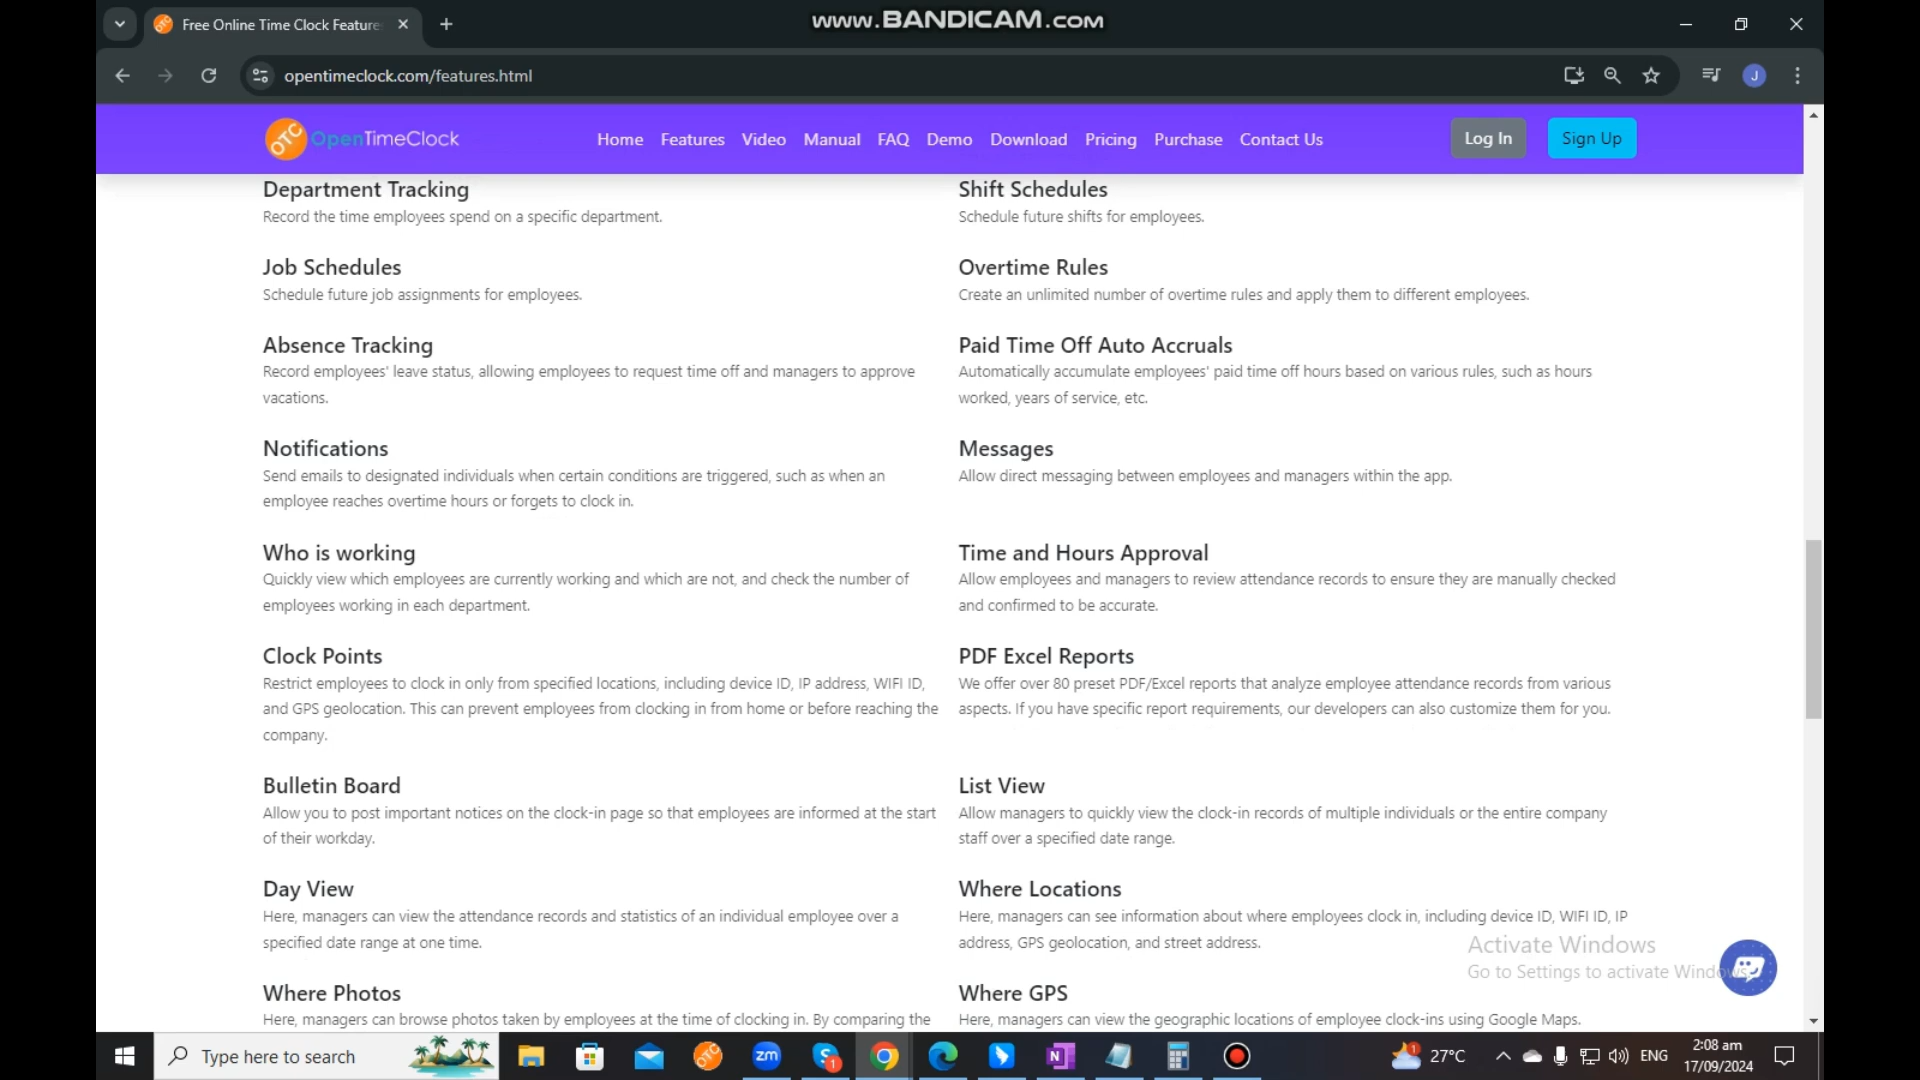 Free Online Time Clock Feature
www.BANDICAM.com
opentimeclock.com/features.html
J
OTC OpenTimeClock
Home Features Video Manual FAQ Demo Download Pricing Purchase Contact Us
Log In
Sign Up
Department Tracking
Record the time employees spend on a specific department.
Shift Schedules
Schedule future shifts for employees.
Job Schedules
Schedule future job assignments for employees.
Overtime Rules
Create an unlimited number of overtime rules and apply them to different employees.
Absence Tracking
Record employees' leave status, allowing employees to request time off and managers to approve
vacations.
Paid Time Off Auto Accruals
Automatically accumulate employees' paid time off hours based on various rules, such as hours
worked, years of service, etc.
Notifications
Send emails to designated individuals when certain conditions are triggered, such as when an
employee reaches overtime hours or forgets to clock in.
Messages
Allow direct messaging between employees and managers within the app.
Who is working
Quickly view which employees are currently working and which are not, and check the number of
employees working in each department.
Time and Hours Approval
Allow employees and managers to review attendance records to ensure they are manually checked
and confirmed to be accurate.
Clock Points
Restrict employees to clock in only from specified locations, including device ID, IP address, WIFI ID,
and GPS geolocation. This can prevent employees from clocking in from home or before reaching the
company.
PDF Excel Reports
We offer over 80 preset PDF/Excel reports that analyze employee attendance records from various
aspects. If you have specific report requirements, our developers can also customize them for you.
Bulletin Board
Allow you to post important notices on the clock-in page so that employees are informed at the start
of their workday.
List View
Allow managers to quickly view the clock-in records of multiple individuals or the entire company
staff over a specified date range.
Day View
Here, managers can view the attendance records and statistics of an individual employee over a
specified date range at one time.
Where Locations
Here, managers can see information about where employees clock in, including device ID, WIFI ID, IP
address, GPS geolocation, and street address.
Where Photos
Here, managers can browse photos taken by employees at the time of clocking in. By comparing the
Where GPS
Here, managers can view the geographic locations of employee clock-ins using Google Maps.
Activate Windows
Go to Settings to activate Windows.
Type here to search
OTC
zm
S 1
N
1
27°C
ENG
2:08 am
17/09/2024